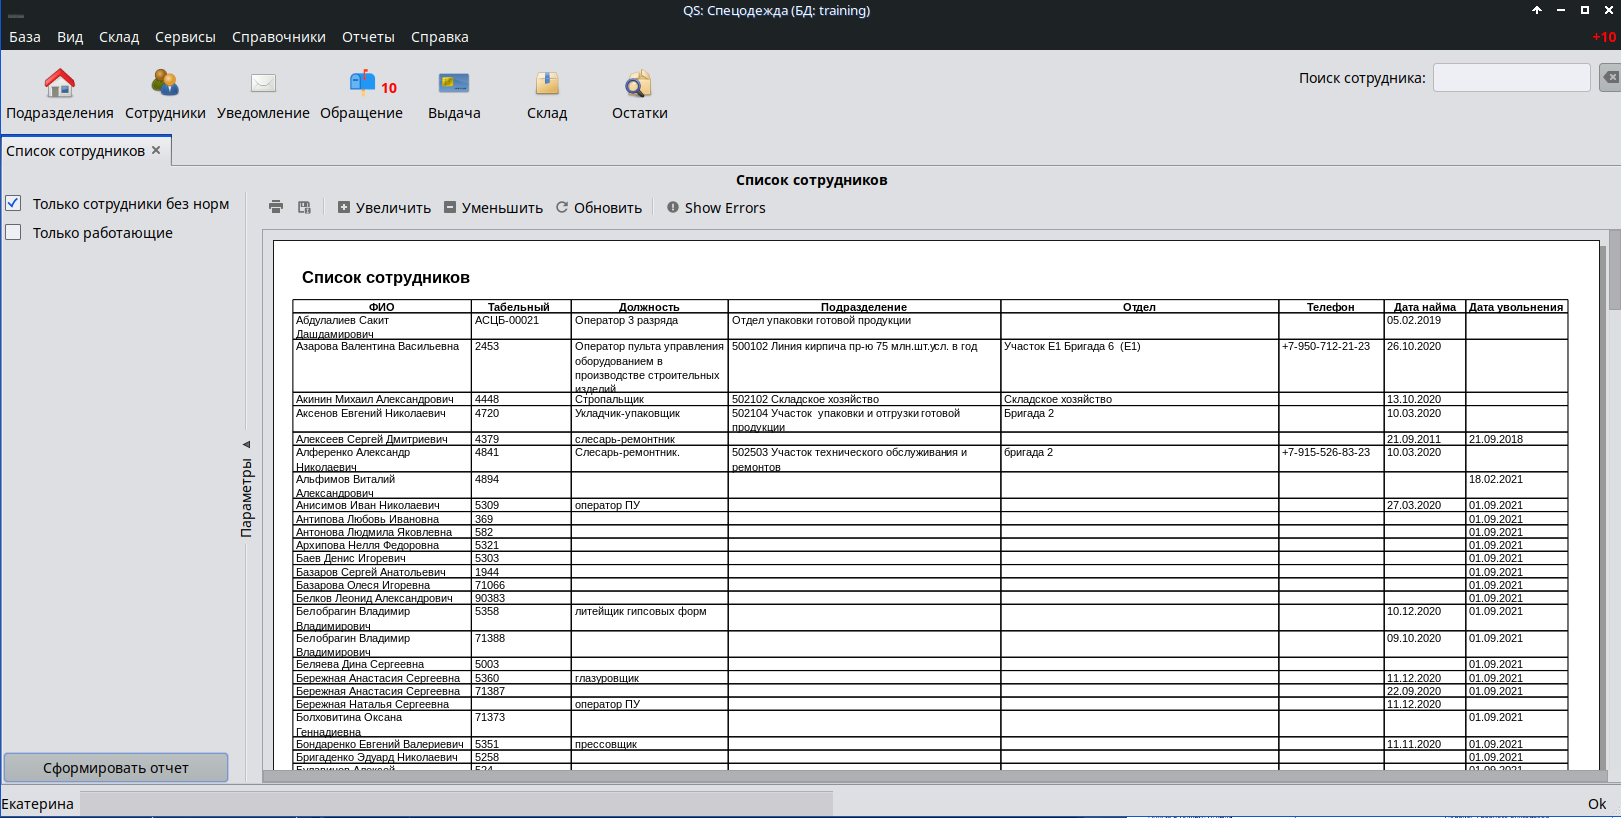 QS: Спецодежда (БД: training)
База Вид Склад Сервисы Справочники Отчеты Справка +10
Подразделения Сотрудники Уведомление Обращение 10 Выдача Склад Остатки Поиск сотрудника:
Список сотрудников
Список сотрудников
Только сотрудники без норм
Только работающие
Увеличить Уменьшить Обновить Show Errors
Параметры
Список сотрудников
ФИО Табельный Должность Подразделение Отдел Телефон Дата найма Дата увольнения
Абдулалиев Сакит АСЦБ-00021 Оператор 3 разряда Отдел упаковки готовой продукции 05.02.2019
Дашдамирович
Азарова Валентина Васильевна 2453 Оператор пульта управления 500102 Линия кирпича пр-ю 75 млн.шт.усл. в год Участок Е1 Бригада 6 (Е1) +7-950-712-21-23 26.10.2020
оборудованием в
производстве строительных
изделий
Акинин Михаил Александрович 4448 Стропальщик 502102 Складское хозяйство Складское хозяйство 13.10.2020
Аксенов Евгений Николаевич 4720 Укладчик-упаковщик 502104 Участок упаковки и отгрузки готовой Бригада 2 10.03.2020
продукции
Алексеев Сергей Дмитриевич 4379 слесарь-ремонтник 21.09.2011 21.09.2018
Алференко Александр 4841 Слесарь-ремонтник. 502503 Участок технического обслуживания и бригада 2 +7-915-526-83-23 10.03.2020
Николаевич ремонтов
Альфимов Виталий 4894 18.02.2021
Александрович
Анисимов Иван Николаевич 5309 оператор ПУ 27.03.2020 01.09.2021
Антипова Любовь Ивановна 369 01.09.2021
Антонова Людмила Яковлевна 582 01.09.2021
Архипова Нелля Федоровна 5321 01.09.2021
Баев Денис Игоревич 5303 01.09.2021
Базаров Сергей Анатольевич 1944 01.09.2021
Базарова Олеся Игоревна 71066 01.09.2021
Белков Леонид Александрович 90383 01.09.2021
Белобрагин Владимир 5358 литейщик гипсовых форм 10.12.2020 01.09.2021
Владимирович
Белобрагин Владимир 71388 09.10.2020 01.09.2021
Владимирович
Беляева Дина Сергеевна 5003 01.09.2021
Бережная Анастасия Сергеевна 5360 глазуровщик 11.12.2020 01.09.2021
Бережная Анастасия Сергеевна 71387 22.09.2020 01.09.2021
Бережная Наталья Сергеевна оператор ПУ 11.12.2020
Болховитина Оксана 71373 01.09.2021
Геннадиевна
Бондаренко Евгений Валериевич 5351 прессовщик 11.11.2020 01.09.2021
Бригаденко Эдуард Николаевич 5258 01.09.2021
Сформировать отчет
Екатерина Ok